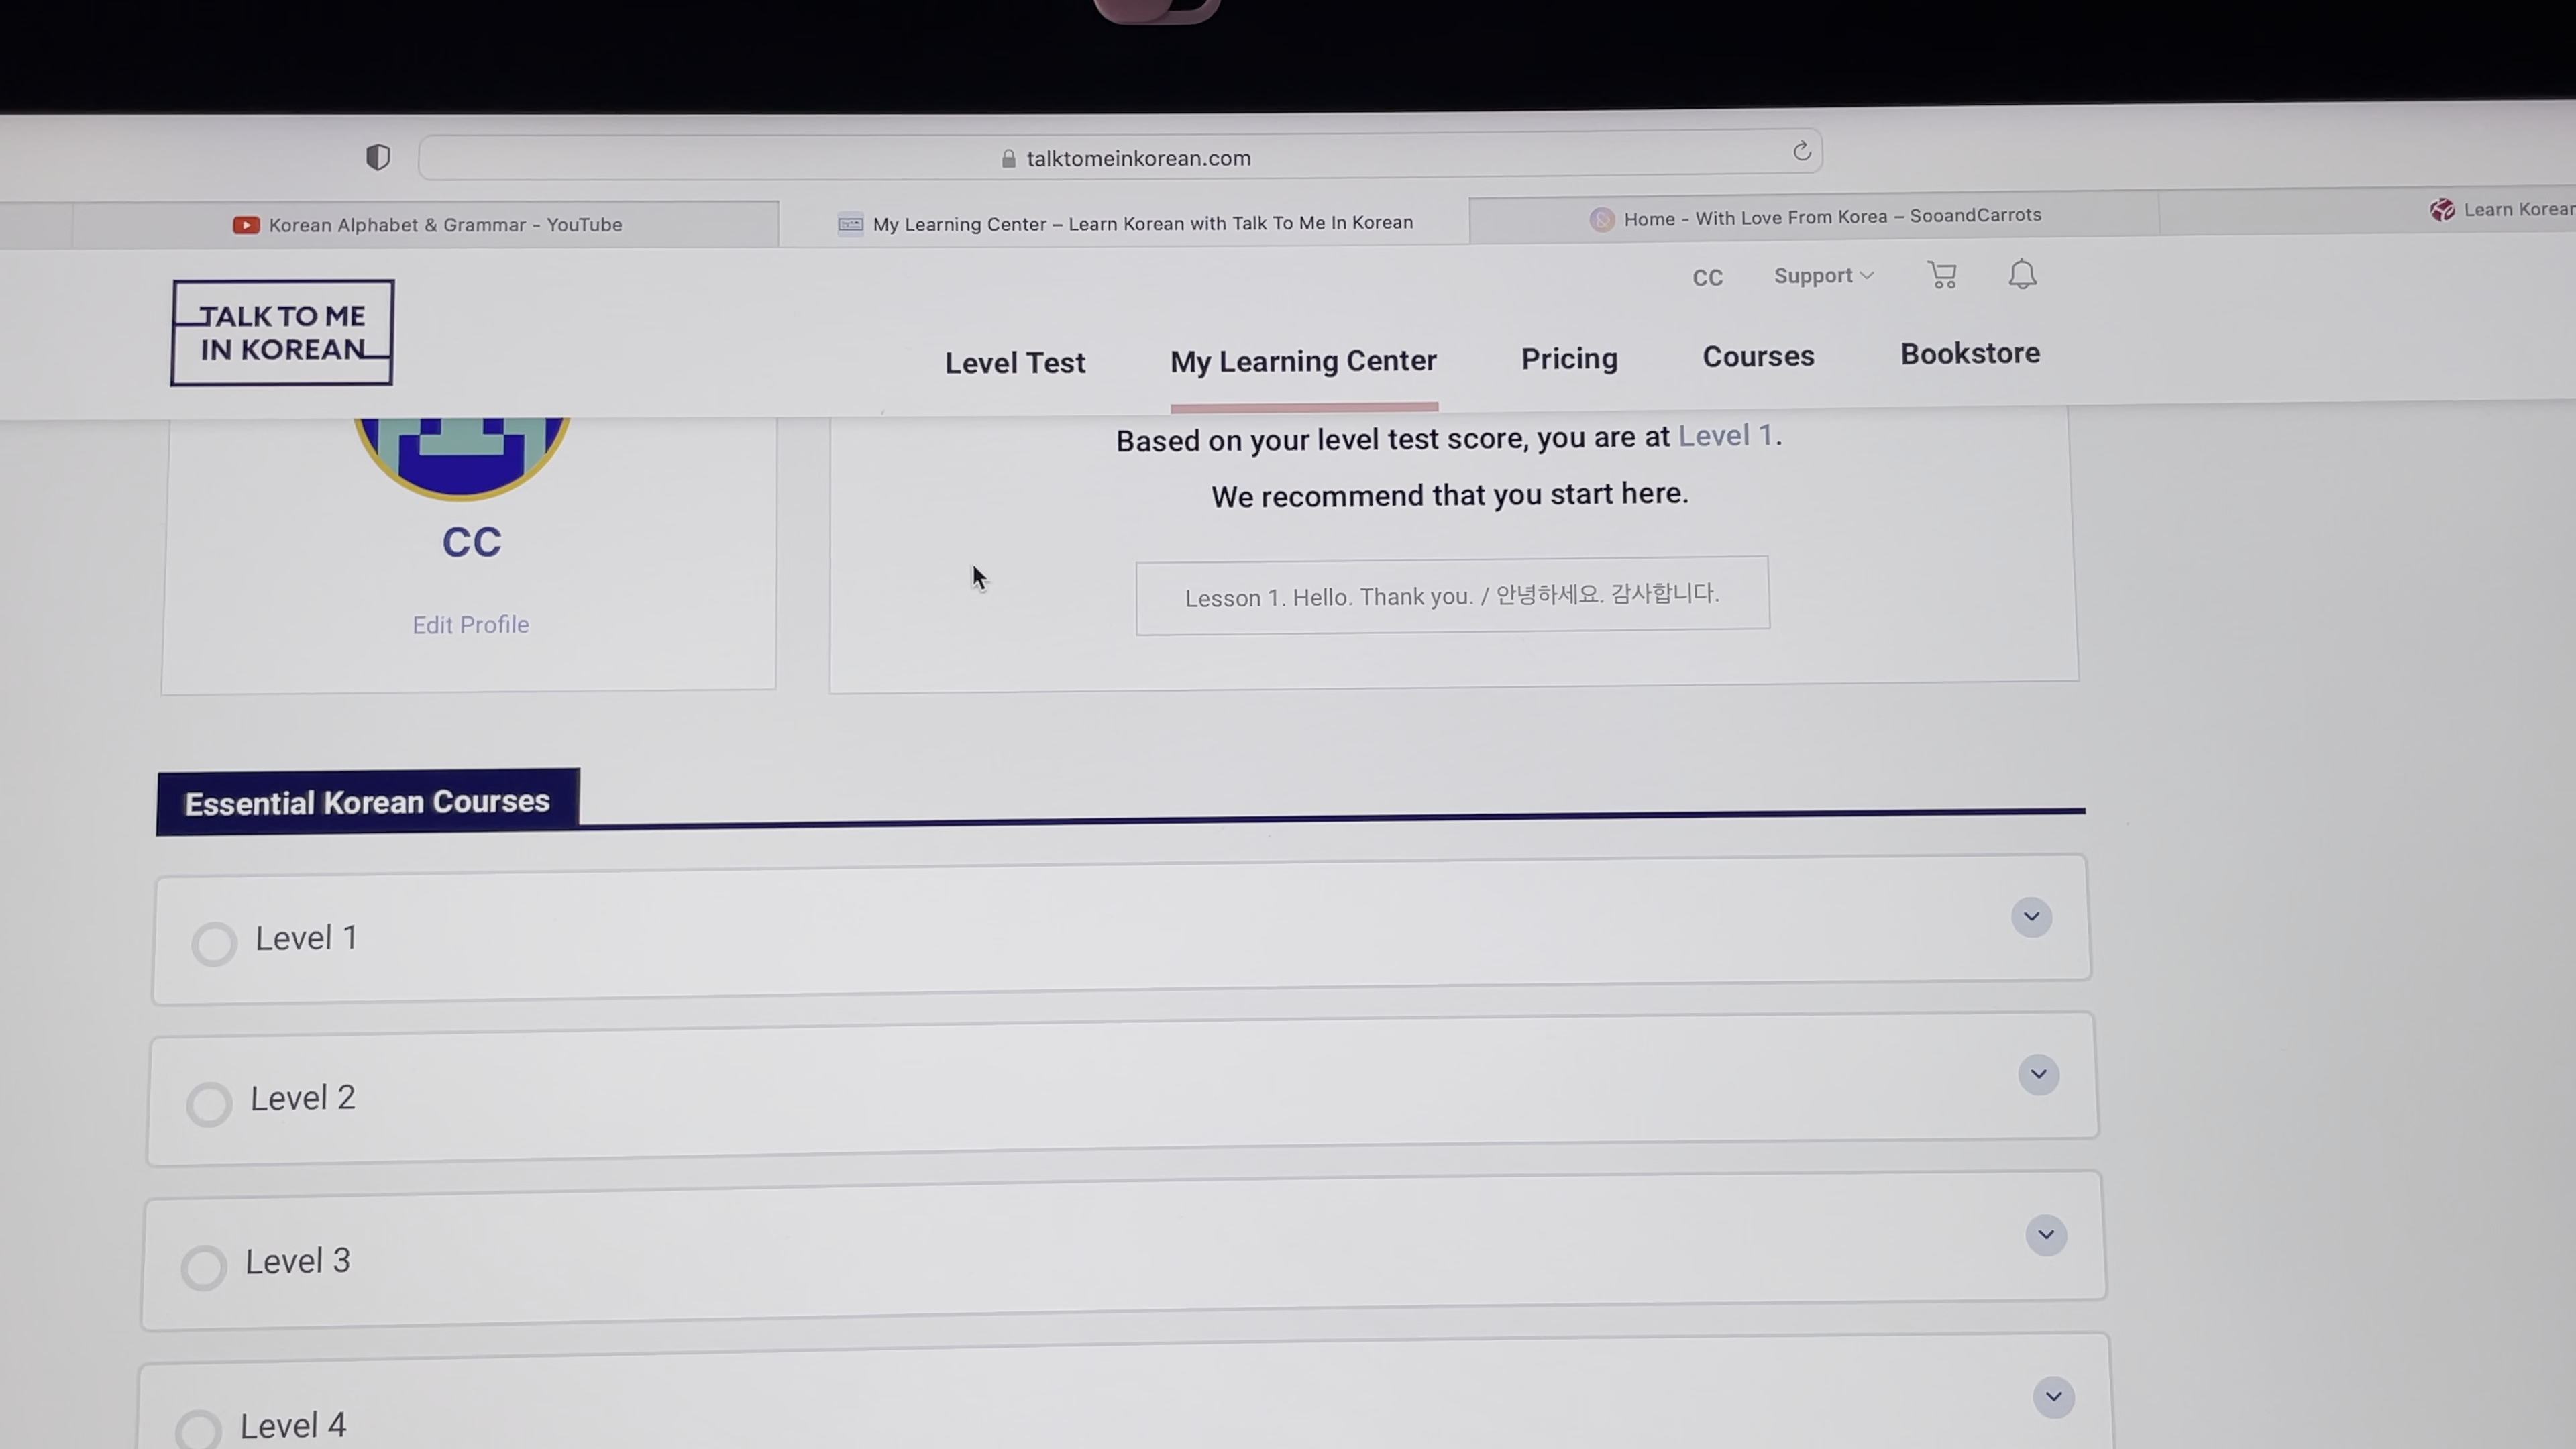 talktomeinkorean.com
Korean Alphabet & Grammar - YouTube
My Learning Center – Learn Korean with Talk To Me In Korean
Home - With Love From Korea – SooandCarrots
Learn Korean
CC
Support
TALK TO ME
IN KOREAN
Level Test
My Learning Center
Pricing
Courses
Bookstore
Based on your level test score, you are at Level 1.
We recommend that you start here.
CC
Lesson 1. Hello. Thank you. / 안녕하세요. 감사합니다.
Edit Profile
Essential Korean Courses
Level 1
Level 2
Level 3
Level 4